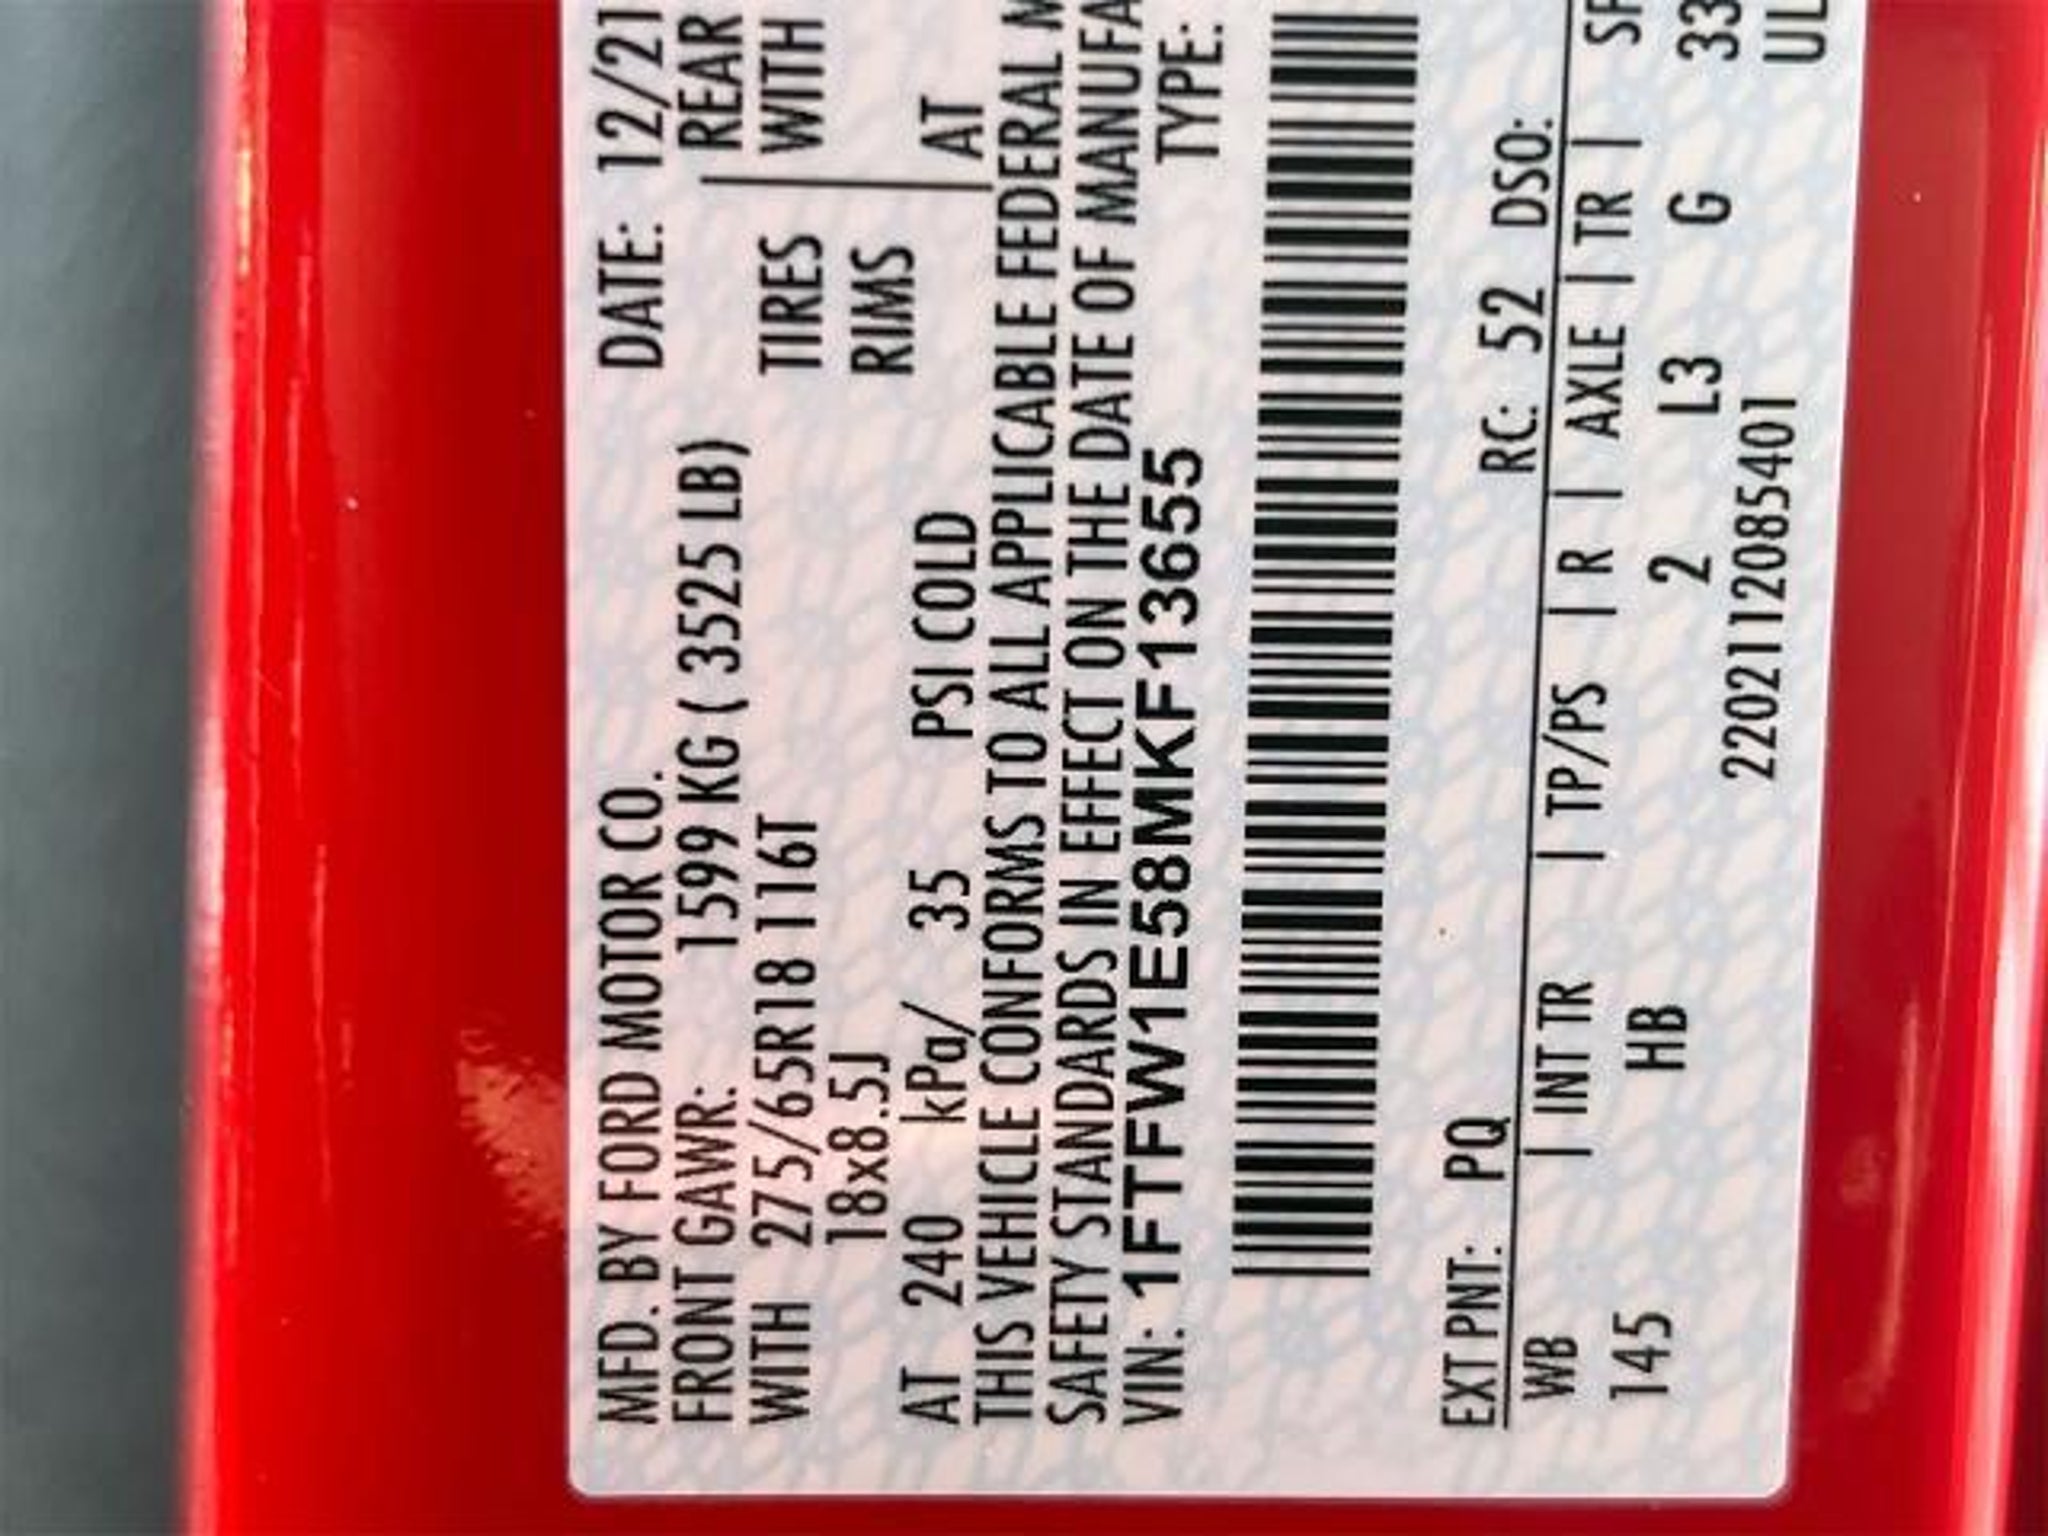 MFD. BY FORD MOTOR CO. DATE: 12/21
FRONT GAWR: 1599 KG ( 3525 LB) REAR
WITH 275/65R18 116T TIRES WITH
18x8.5J RIMS
AT 240 kPa/ 35 PSI COLD AT
THIS VEHICLE CONFORMS TO ALL APPLICABLE FEDERAL M
SAFETY STANDARDS IN EFFECT ON THE DATE OF MANUFA
VIN: 1FTFW1E58MKF13655 TYPE:
EXT PNT: PQ RC: 52 DSO:
WB | INT TR | TP/PS | R | AXLE | TR | SP
145 HB 2 L3 G 33
2202112085401 UL